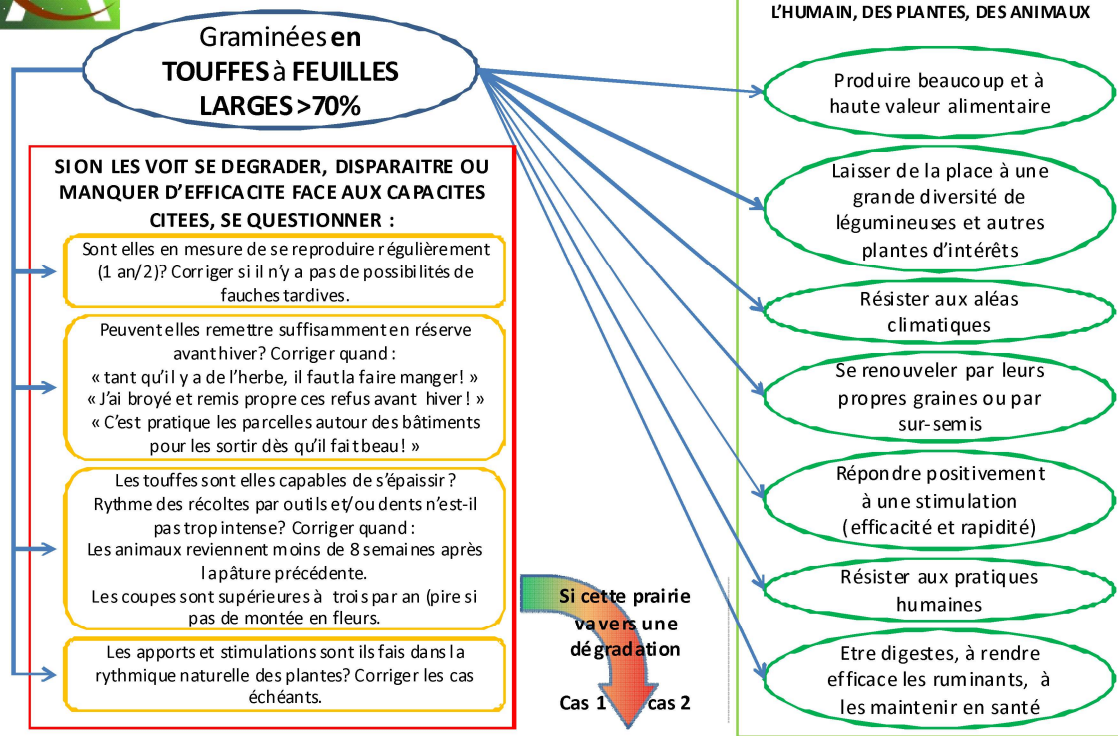 L’HUMAIN, DES PLANTES, DES ANIMAUX
Graminées en
TOUFFES à FEUILLES
LARGES >70%
SI ON LES VOIT SE DEGRADER, DISPARAITRE OU
MANQUER D’EFFICACITE FACE AUX CAPACITES
CITEES, SE QUESTIONNER :
Sont elles en mesure de se reproduire régulièrement
(1 an/2)? Corriger si il n’y a pas de possibilités de
fauches tardives.
Peuvent elles remettre suffisamment en réserve
avant hiver? Corriger quand :
« tant qu’il y a de l’herbe, il faut la faire manger! »
« J’ai broyé et remis propre ces refus avant hiver! »
« C’est pratique les parcelles autour des bâtiments
pour les sortir dès qu’il fait beau! »
Les touffes sont elles capables de s’épaissir ?
Rythme des récoltes par outils et/ou dents n’est-il
pas trop intense? Corriger quand :
Les animaux reviennent moins de 8 semaines après
la pâture précédente.
Les coupes sont supérieures à trois par an (pire si
pas de montée en fleurs.
Les apports et stimulations sont ils fais dans la
rythmique naturelle des plantes? Corriger les cas
échéants.
Si cette prairie
va vers une
dégradation
Cas 1 cas 2
Produire beaucoup et à
haute valeur alimentaire
Laisser de la place à une
grande diversité de
légumineuses et autres
plantes d’intérêts
Résister aux aléas
climatiques
Se renouveler par leurs
propres graines ou par
sur-semis
Répondre positivement
à une stimulation
(efficacité et rapidité)
Résister aux pratiques
humaines
Etre digestes, à rendre
efficace les ruminants, à
les maintenir en santé